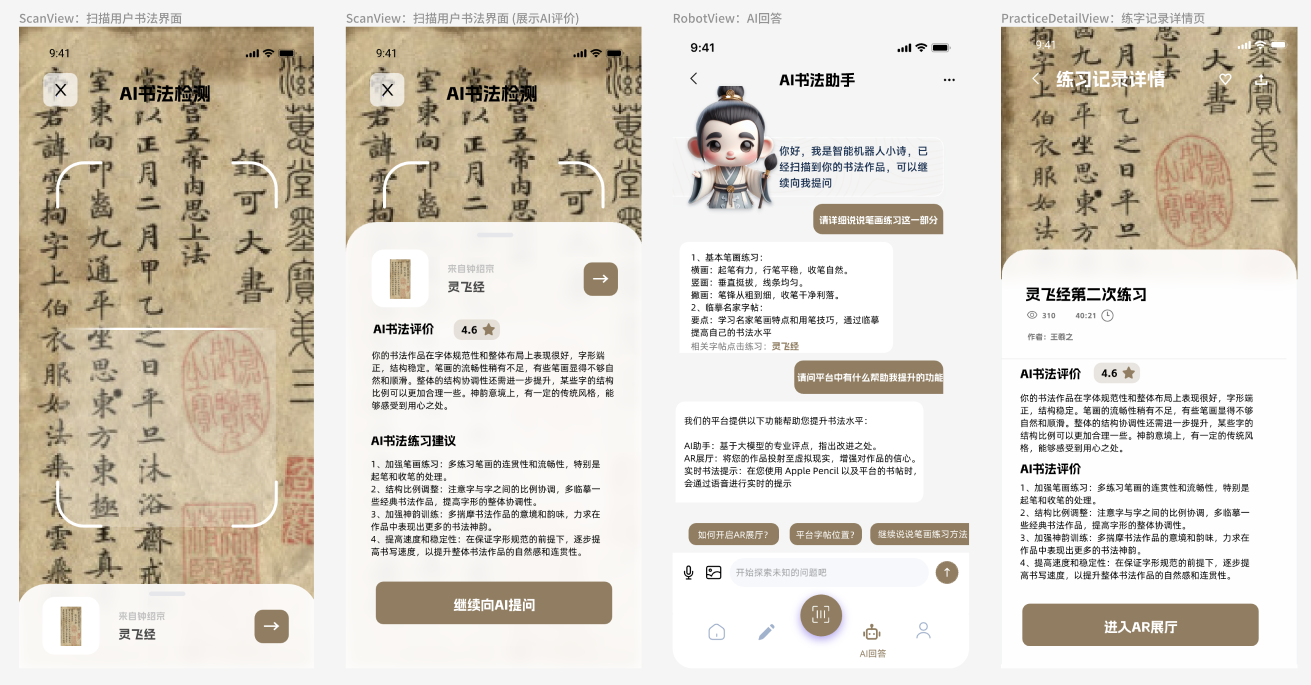 ScanView：扫描用户书法界面
9:41
AI书法检测
来自钟绍京
灵飞经
ScanView：扫描用户书法界面 (展示AI评价)
9:41
AI书法检测
来自钟绍京
灵飞经
AI书法评价
4.6
你的书法作品在字体规范性和整体布局上表现很好，字形端
正，结构稳定。笔画的流畅性稍有不足，有些笔画显得不够自
然和顺滑。整体的结构协调性还需进一步提升，某些字的结构
比例可以更加合理一些。神韵意境上，有一定的传统风格，能
够感受到用心之处。
AI书法练习建议
1、加强笔画练习：多练习笔画的连贯性和流畅性，特别是
起笔和收笔的处理。
2、结构比例调整：注意字与字之间的比例协调，多临摹一
些经典书法作品，提高字形的整体协调性。
3、加强神韵训练：多揣摩书法作品的意境和韵味，力求在
作品中表现出更多的书法神韵。
4、提高速度和稳定性：在保证字形规范的前提下，逐步提
高书写速度，以提升整体书法作品的自然感和连贯性。
继续向AI提问
RobotView：AI回答
9:41
AI书法助手
你好，我是智能机器人小诗，已
经扫描到你的书法作品，可以继
续向我提问
请详细说说笔画练习这一部分
1、基本笔画练习：
横画：起笔有力，行笔平稳，收笔自然。
竖画：垂直挺拔，线条均匀。
撇画：笔锋从粗到细，收笔干净利落。
2、临摹名家字帖：
要点：学习名家笔画特点和用笔技巧，通过临摹
提高自己的书法水平
相关字帖点击练习：灵飞经
请问平台中有什么帮助我提升的功能
我们的平台提供以下功能帮助您提升书法水平：
AI助手：基于大模型的专业评点，指出改进之处。
AR展厅：将您的作品投射至虚拟现实，增强对作品的信心。
实时书法提示：在您使用 Apple Pencil 以及平台的书帖时，
会通过语音进行实时的提示
如何开启AR展厅？
平台字帖位置？
继续说说笔画练习方法
开始探索未知的问题吧
AI回答
PracticeDetailView：练字记录详情页
9:41
练习记录详情
灵飞经第二次练习
310
40:21
作者：王羲之
AI书法评价
4.6
你的书法作品在字体规范性和整体布局上表现很好，字形端
正，结构稳定。笔画的流畅性稍有不足，有些笔画显得不够
自然和顺滑。整体的结构协调性还需进一步提升，某些字的
结构比例可以更加合理一些。神韵意境上，有一定的传统风
格，能够感受到用心之处。
AI书法评价
1、加强笔画练习：多练习笔画的连贯性和流畅性，特别是
起笔和收笔的处理。
2、结构比例调整：注意字与字之间的比例协调，多临摹一
些经典书法作品，提高字形的整体协调性。
3、加强神韵训练：多揣摩书法作品的意境和韵味，力求在
作品中表现出更多的书法神韵。
4、提高速度和稳定性：在保证字形规范的前提下，逐步提
高书写速度，以提升整体书法作品的自然感和连贯性。
进入AR展厅